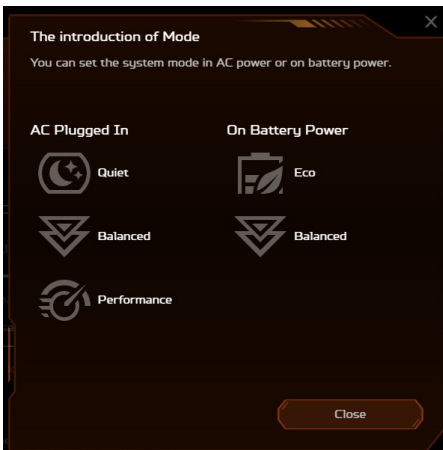 The introduction of Mode
You can set the system mode in AC power or on battery power.
AC Plugged In
On Battery Power
Quiet
Eco
Balanced
Balanced
Performance
Close